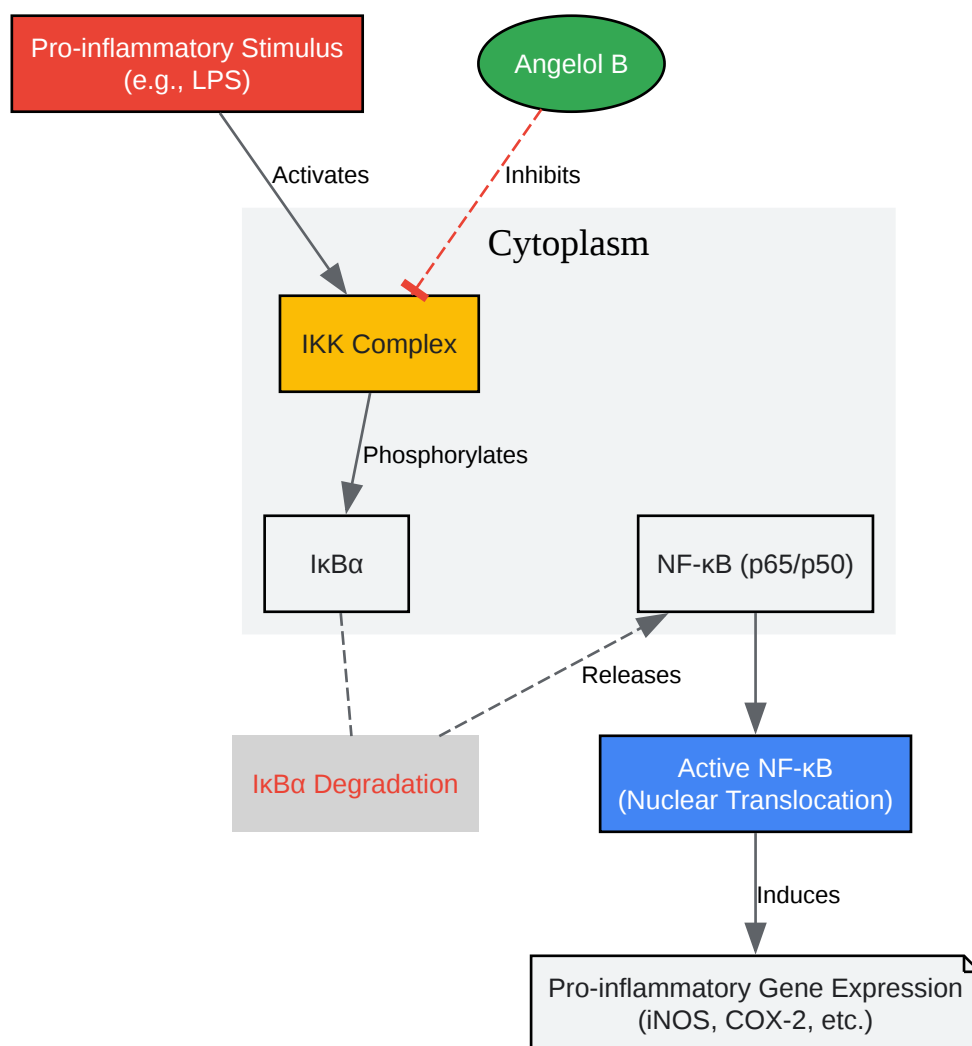 Pro-inflammatory Stimulus
(e.g., LPS)
Angelol B
Activates
Inhibits
Cytoplasm
IKK Complex
Phosphorylates
IκBα
NF-κB (p65/p50)
Releases
IκBα Degradation
Active NF-κB
(Nuclear Translocation)
Induces
Pro-inflammatory Gene Expression
(iNOS, COX-2, etc.)